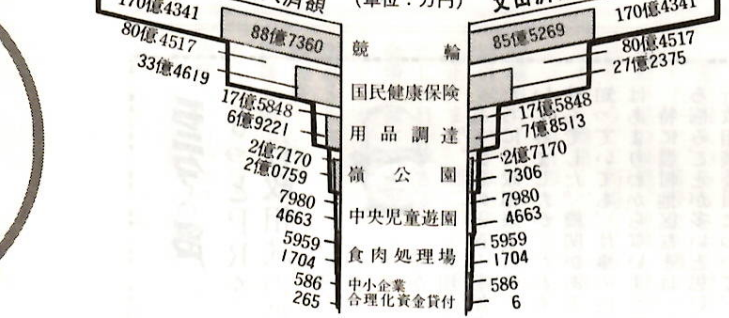 済額 (単位：万円) 支出済
170億4341 170億4341
88億7360 競輪 85億5269
80億4517 80億4517
33億4619 国民健康保険 27億2375
17億5848 17億5848
6億9221 用品調達 7億8513
2億7170 2億7170
2億0759 嶺公園 7306
7980 7980
4663 中央児童遊園 4663
5959 5959
1704 食肉処理場 1704
586 中小企業 586
265 合理化資金貸付 6